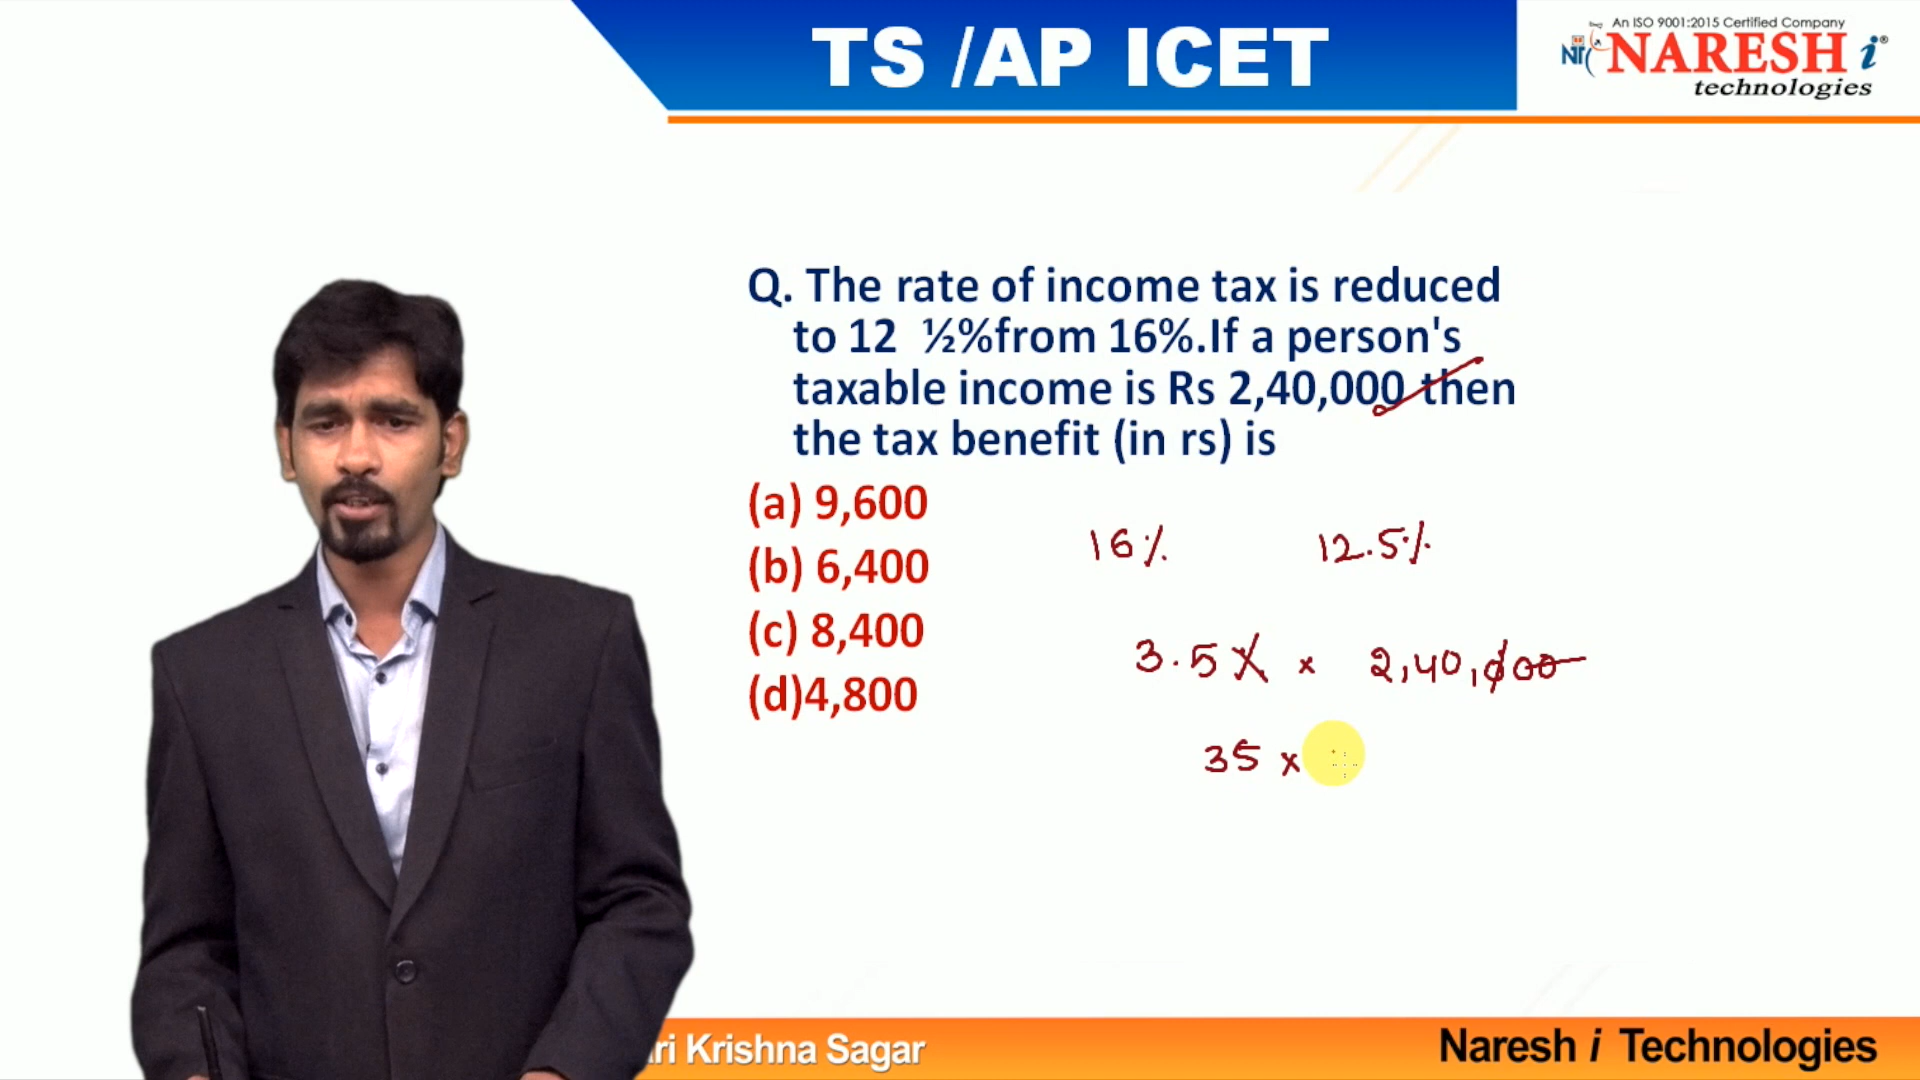 TS /AP ICET
An ISO 9001:2015 Certified Company
NARESH i
technologies
Q. The rate of income tax is reduced
to 12 ½%from 16%.If a person's
taxable income is Rs 2,40,000 then
the tax benefit (in rs) is
(a) 9,600
(b) 6,400
(c) 8,400
(d)4,800
16% 12.5%
3.5% × 2,40,000
35 ×
Krishna Sagar
Naresh i Technologies